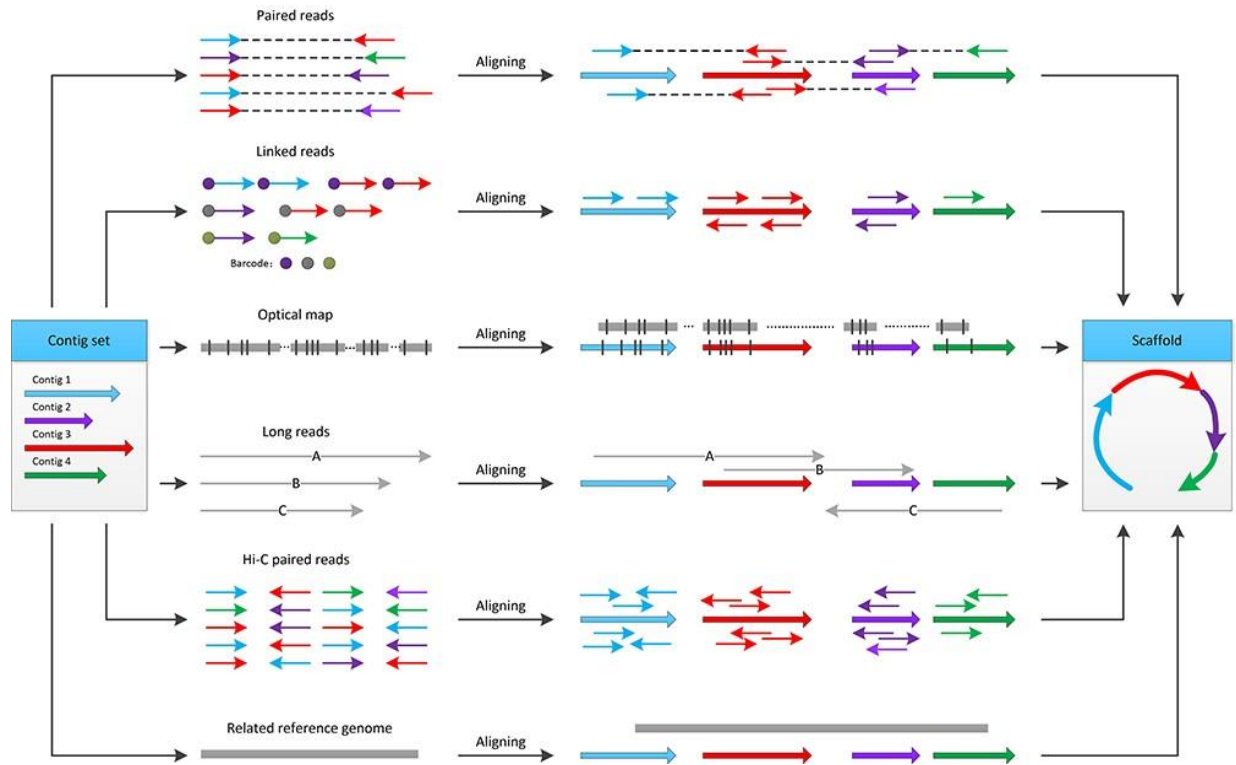 Paired reads
Aligning
Linked reads
Aligning
Barcode:
Optical map
Aligning
Contig set
Contig 1
Contig 2
Contig 3
Contig 4
Scaffold
Long reads
A
B
C
Aligning
A
B
C
Hi-C paired reads
Aligning
Related reference genome
Aligning